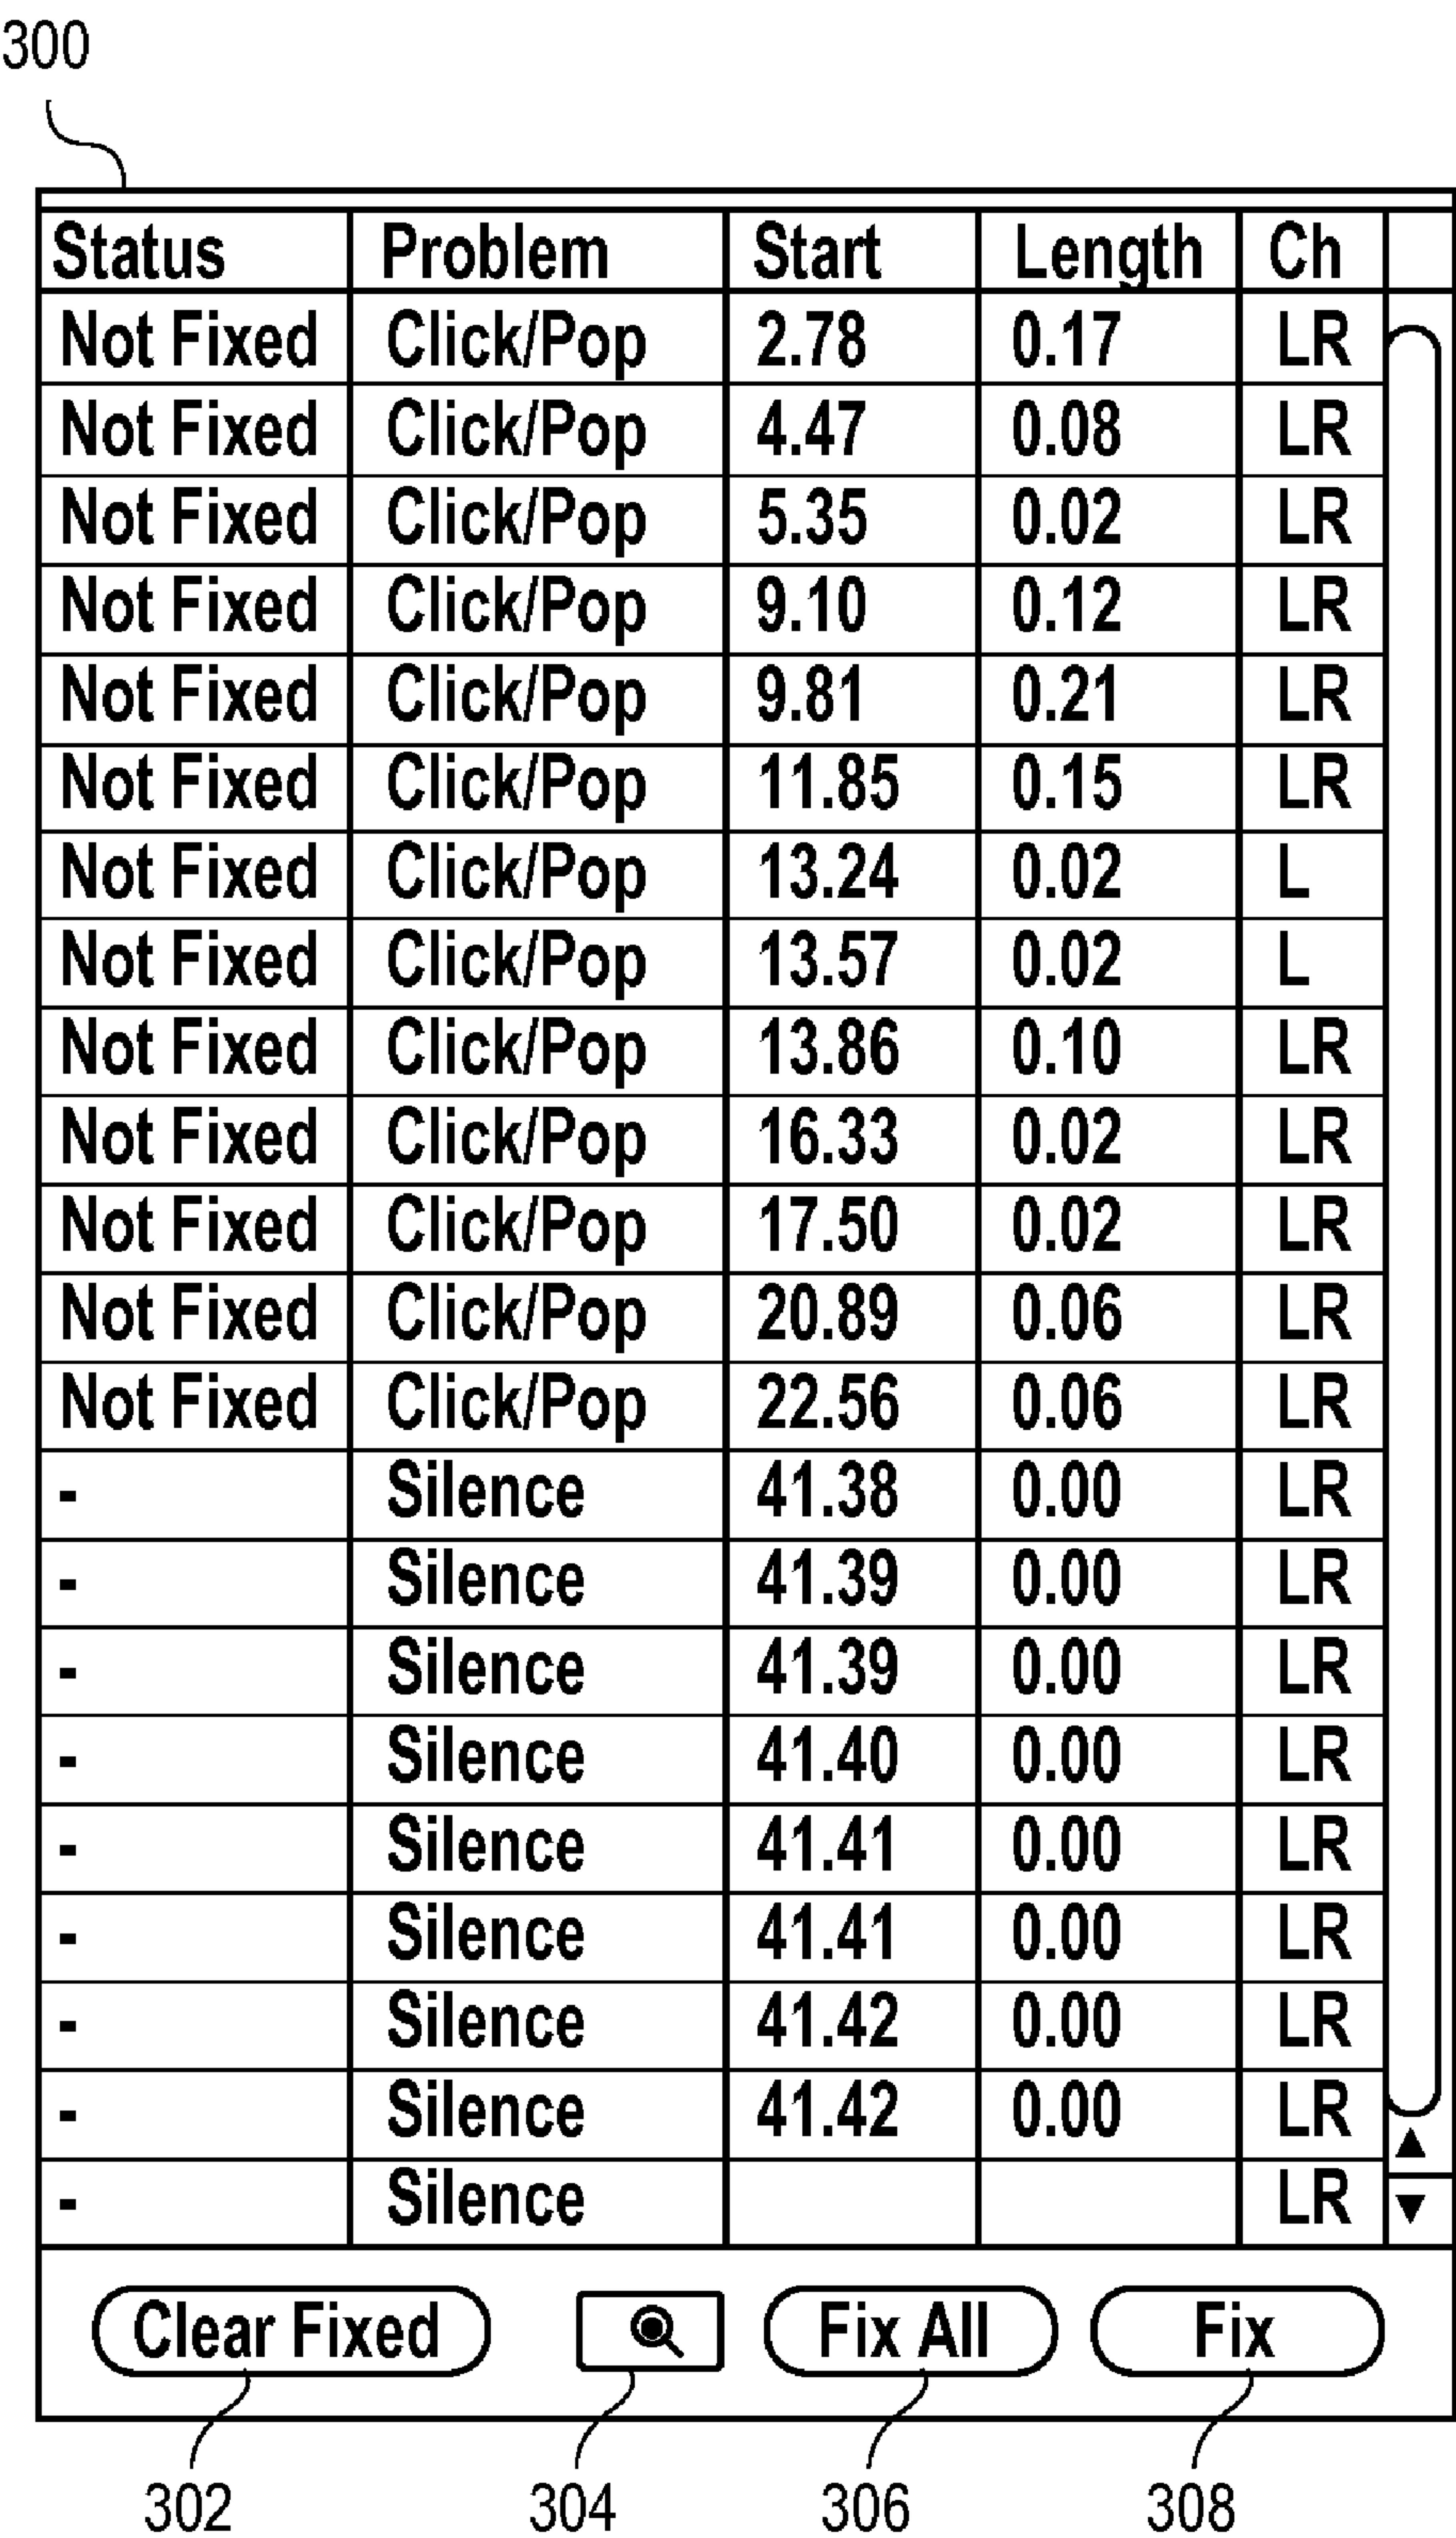 300
Status Problem Start Length Ch
Not Fixed Click/Pop 2.78 0.17 LR
Not Fixed Click/Pop 4.47 0.08 LR
Not Fixed Click/Pop 5.35 0.02 LR
Not Fixed Click/Pop 9.10 0.12 LR
Not Fixed Click/Pop 9.81 0.21 LR
Not Fixed Click/Pop 11.85 0.15 LR
Not Fixed Click/Pop 13.24 0.02 L
Not Fixed Click/Pop 13.57 0.02 L
Not Fixed Click/Pop 13.86 0.10 LR
Not Fixed Click/Pop 16.33 0.02 LR
Not Fixed Click/Pop 17.50 0.02 LR
Not Fixed Click/Pop 20.89 0.06 LR
Not Fixed Click/Pop 22.56 0.06 LR
- Silence 41.38 0.00 LR
- Silence 41.39 0.00 LR
- Silence 41.39 0.00 LR
- Silence 41.40 0.00 LR
- Silence 41.41 0.00 LR
- Silence 41.41 0.00 LR
- Silence 41.42 0.00 LR
- Silence 41.42 0.00 LR
- Silence LR
Clear Fixed Fix All Fix
302 304 306 308